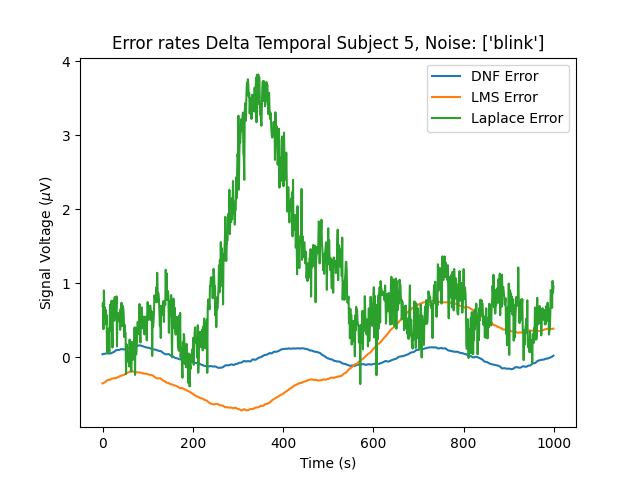 Error rates Delta Temporal Subject 5, Noise: ['blink']
DNF Error
LMS Error
Laplace Error
Signal Voltage (μV)
4
3
2
1
0
0 200 400 600 800 1000
Time (s)